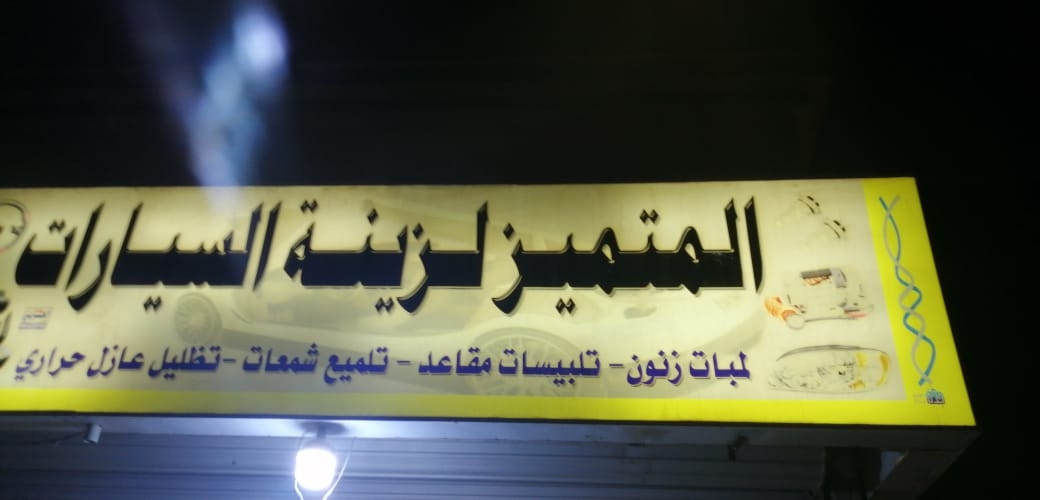 المتميز لزينة السيارات
لمبات زنون - تلبيسات مقاعد - تلميع شمعات - تظليل عازل حراري